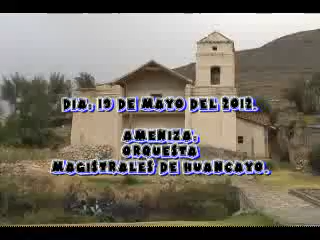 DIA, 19 DE MAYO DEL 2012.
AMENIZA,
ORQUESTA
MAGISTRALES DE HUANCAYO.